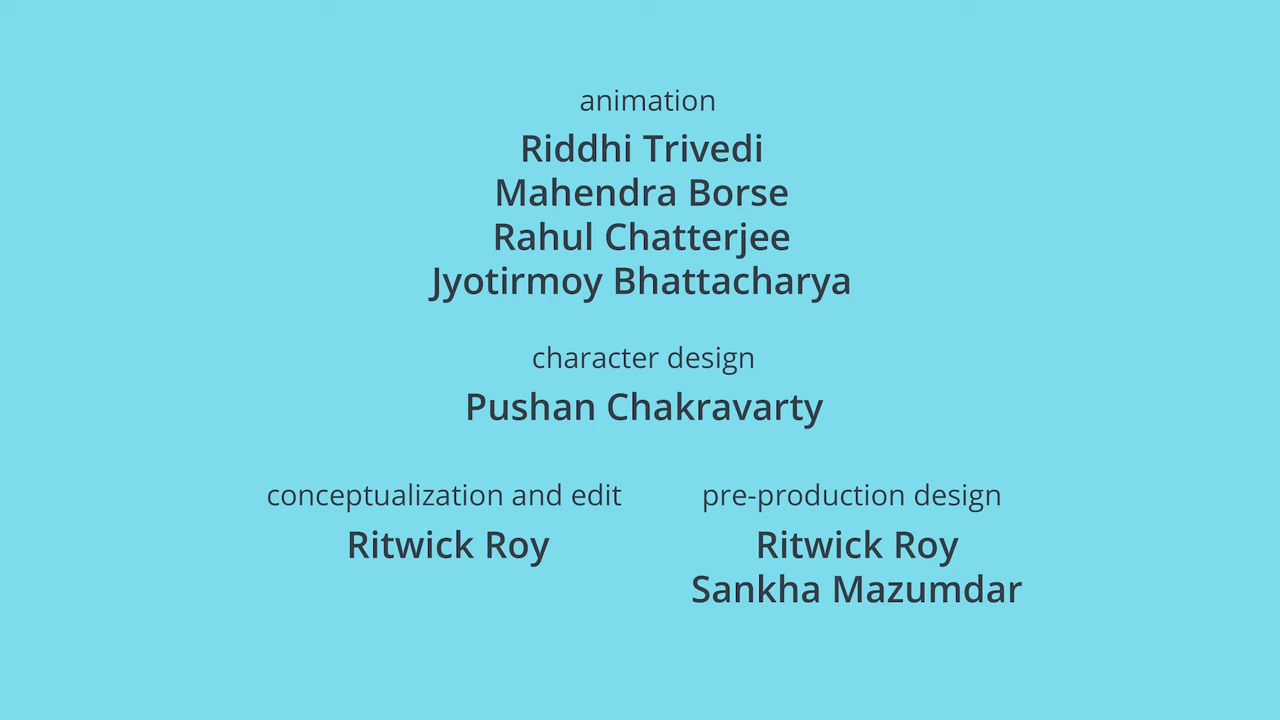 animation
Riddhi Trivedi
Mahendra Borse
Rahul Chatterjee
Jyotirmoy Bhattacharya
character design
Pushan Chakravarty
conceptualization and edit
Ritwick Roy
pre-production design
Ritwick Roy
Sankha Mazumdar